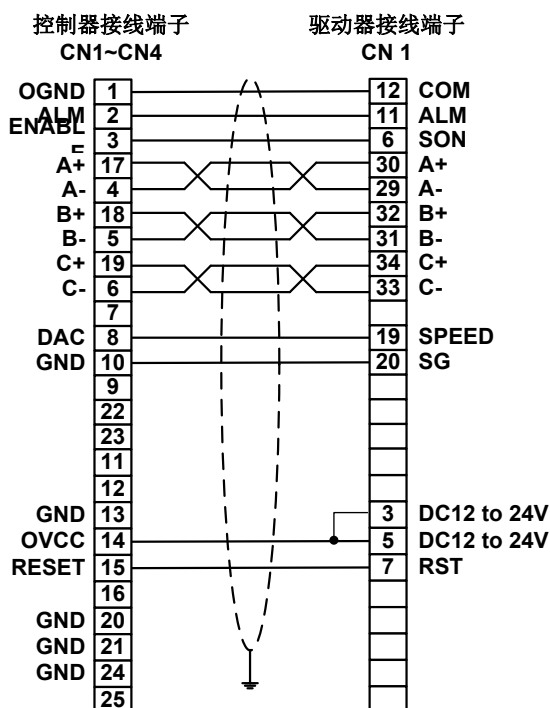 控制器接线端子 驱动器接线端子
CN1~CN4 CN 1
OGND 1 12 COM
ALM 2 11 ALM
ENABL
E 3 6 SON
A+ 17 30 A+
A- 4 29 A-
B+ 18 32 B+
B- 5 31 B-
C+ 19 34 C+
C- 6 33 C-
7
DAC 8 19 SPEED
GND 10 20 SG
9
22
23
11
12
GND 13 3 DC12 to 24V
OVCC 14 5 DC12 to 24V
RESET 15 7 RST
16
GND 20
GND 21
GND 24
25